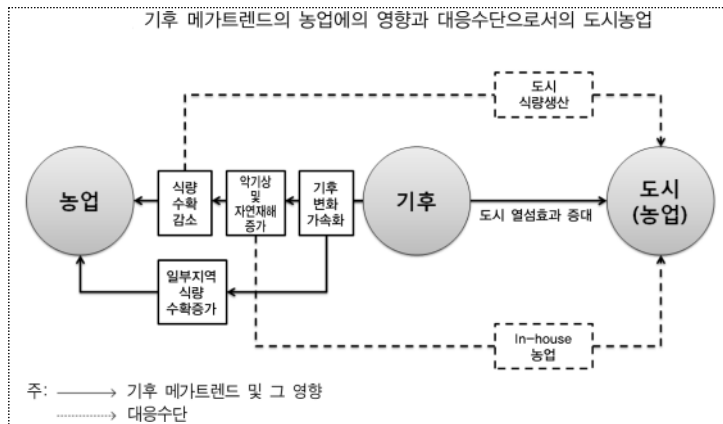 기후 메가트렌드의 농업에의 영향과 대응수단으로서의 도시농업
도시
식량생산
농업
식량
수확
감소
악기상
및
자연재해
증가
기후
변화
가속화
기후
도시 열섬효과 증대
도시
(농업)
일부지역
식량
수확증가
In-house
농업
주: 기후 메가트렌드 및 그 영향
대응수단